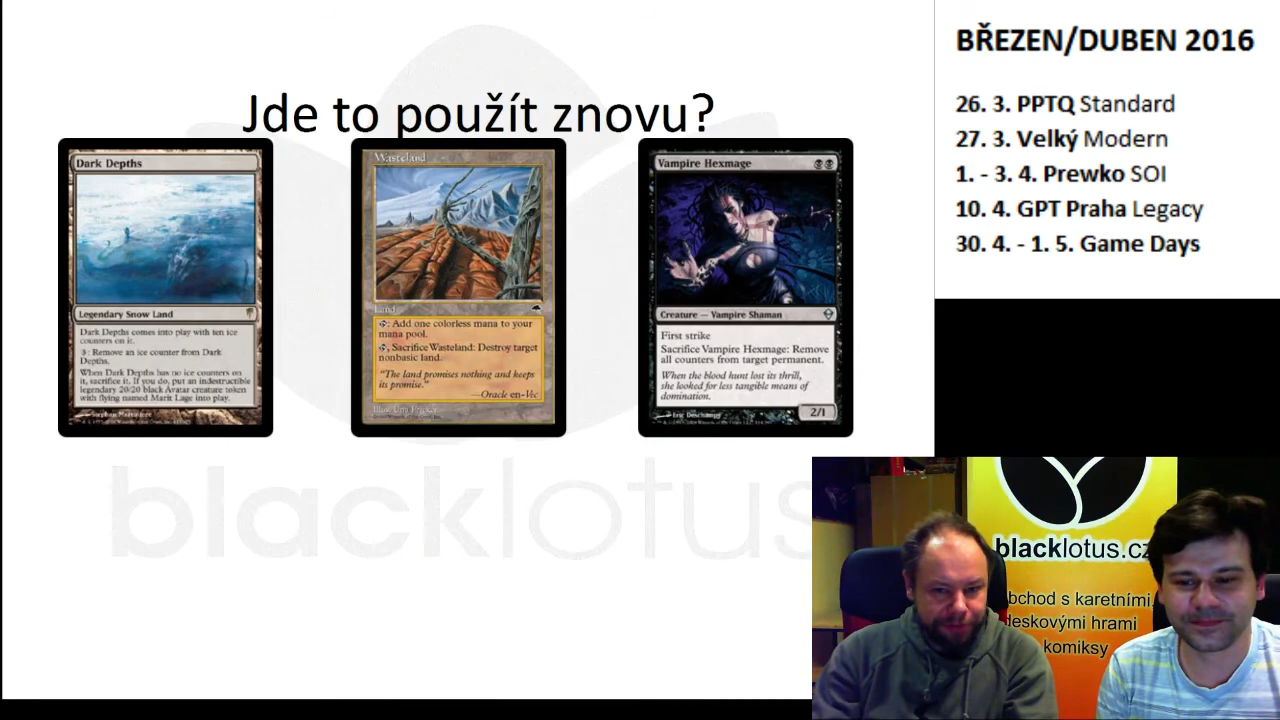 Jde to použít znovu?
Dark Depths
Legendary Snow Land
Dark Depths comes into play with ten ice
counters on it.
3: Remove an ice counter from Dark
Depths.
When Dark Depths has no ice counters on
it, sacrifice it. If you do, put an indestructible
legendary 20/20 black Avatar creature token
with flying named Marit Lage into play.
Wasteland
Land
: Add one colorless mana to your
mana pool.
, Sacrifice Wasteland: Destroy target
nonbasic land.
"The land promises nothing and keeps
its promise."
—Oracle en-Vec
Vampire Hexmage
Creature — Vampire Shaman
First strike
Sacrifice Vampire Hexmage: Remove
all counters from target permanent.
When the blood hunt lost its thrill,
she looked for less tangible means of
domination.
2/1
blacklotus
BŘEZEN/DUBEN 2016
26. 3. PPTQ Standard
27. 3. Velký Modern
1. - 3. 4. Prewko SOI
10. 4. GPT Praha Legacy
30. 4. - 1. 5. Game Days
blacklotus.cz
bchod s karetními,
deskovými hrami
komiksy